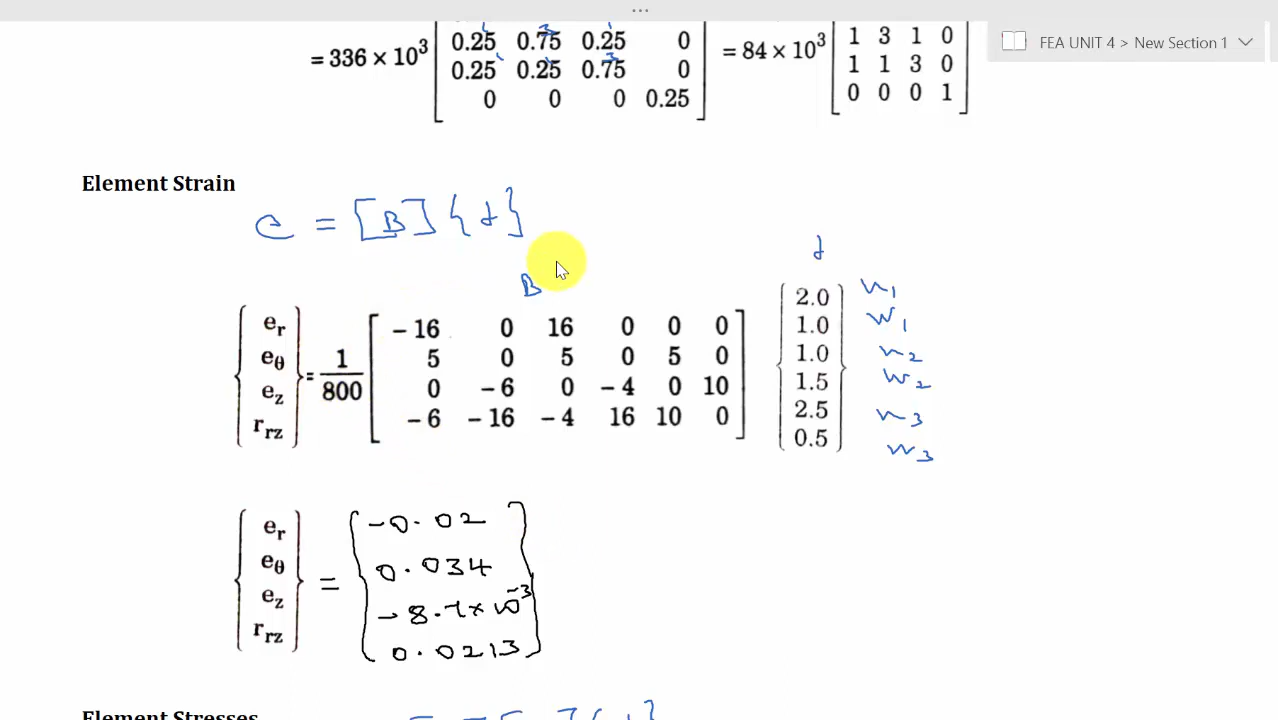 ...
FEA UNIT 4 > New Section 1
= 336 × 10³ [0.25 0.75 0.25 0 = 84 × 10³ [1 3 1 0
0.25 0.25 0.75 0 1 1 3 0
0 0 0 0.25] 0 0 0 1]
Element Strain
e = [B] {d}
B d
{e_r [-16 0 16 0 0 0 {2.0 u1
e_θ = 1/800 5 0 5 0 5 0 1.0 w1
e_z 0 -6 0 -4 0 10 1.0 u2
r_rz} -6 -16 -4 16 10 0] 1.5 w2
2.5 u3
0.5} w3
{e_r {-0.02
e_θ = 0.034
e_z -8.7×10⁻³
r_rz} 0.0213}
Element Stresses